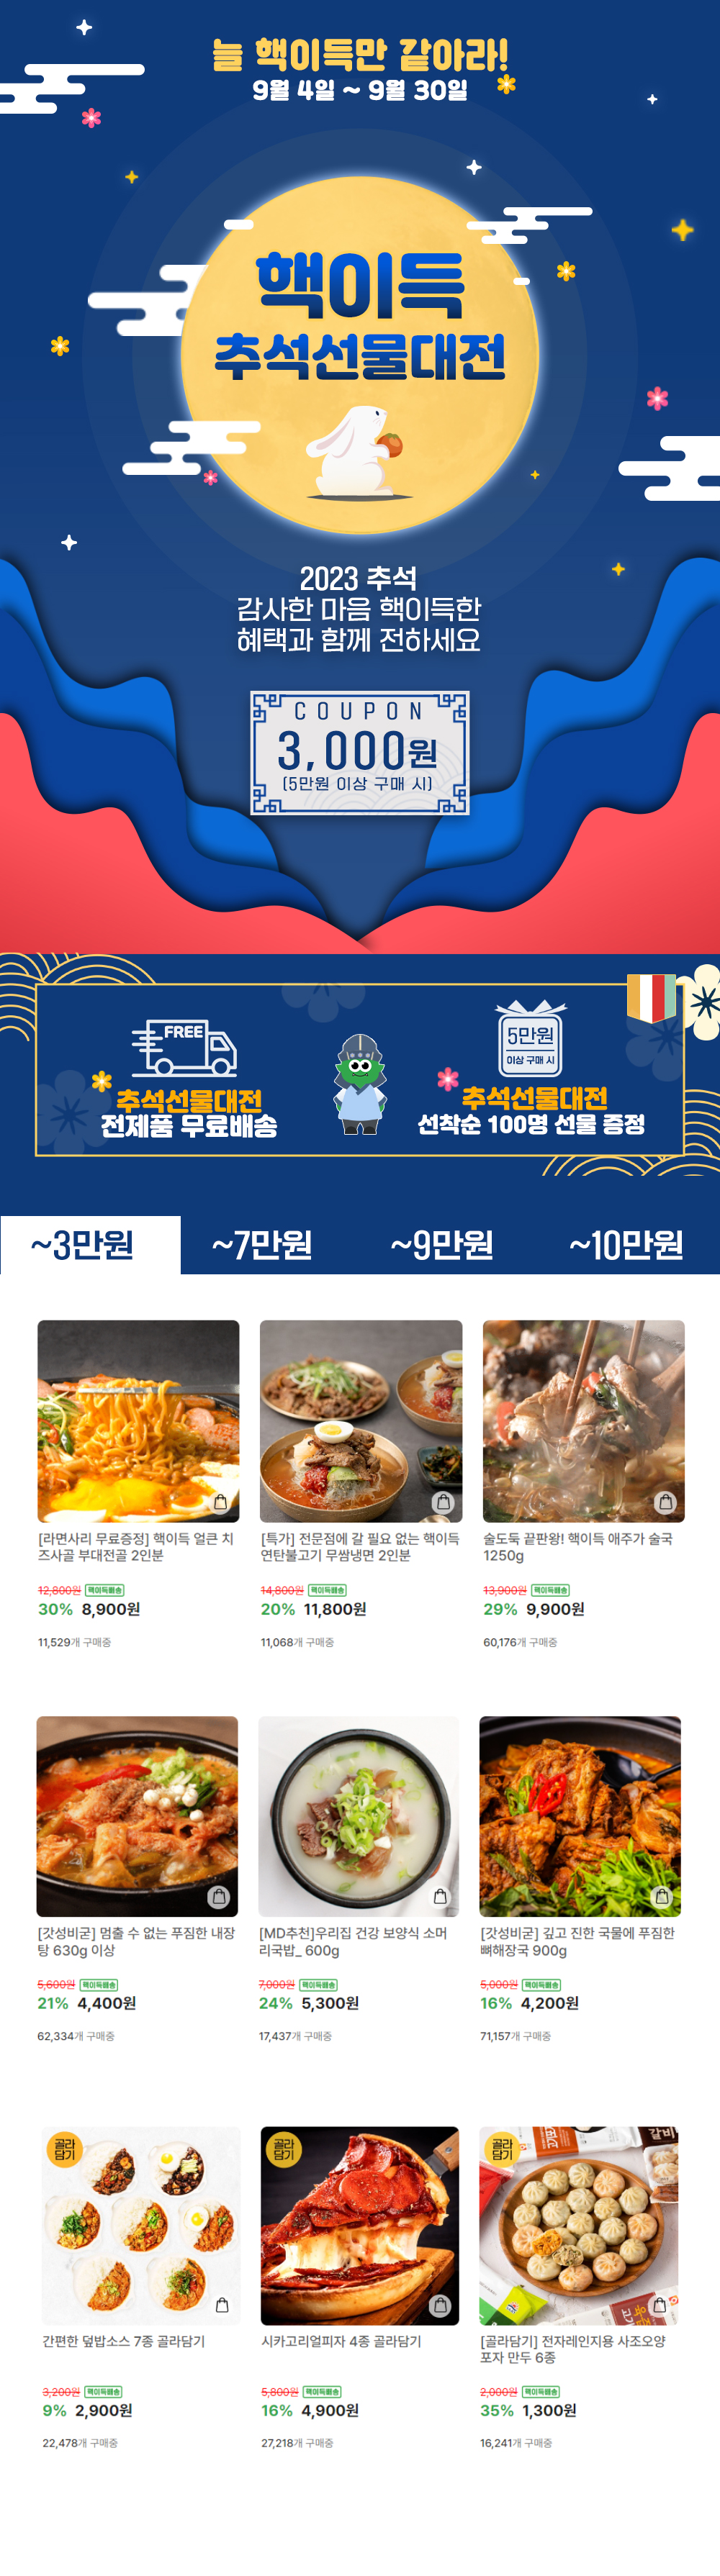 늘 핵이득만 같아라!
9월 4일 ~ 9월 30일
핵이득
추석선물대전
2023 추석
감사한 마음 핵이득한
혜택과 함께 전하세요
COUPON
3,000원
(5만원 이상 구매 시)
FREE
추석선물대전
전제품 무료배송
5만원
이상 구매 시
추석선물대전
선착순 100명 선물 증정
~3만원 ~7만원 ~9만원 ~10만원
[라면사리 무료증정] 핵이득 얼큰 치
즈사골 부대전골 2인분
12,800원 핵이득배송
30% 8,900원
11,529개 구매중
[특가] 전문점에 갈 필요 없는 핵이득
연탄불고기 무쌈냉면 2인분
14,800원 핵이득배송
20% 11,800원
11,068개 구매중
술도둑 끝판왕! 핵이득 애주가 술국
1250g
13,900원 핵이득배송
29% 9,900원
60,176개 구매중
[갓성비굳] 멈출 수 없는 푸짐한 내장
탕 630g 이상
5,600원 핵이득배송
21% 4,400원
62,334개 구매중
[MD추천]우리집 건강 보양식 소머
리국밥_ 600g
7,000원 핵이득배송
24% 5,300원
17,437개 구매중
[갓성비굳] 깊고 진한 국물에 푸짐한
뼈해장국 900g
5,000원 핵이득배송
16% 4,200원
71,157개 구매중
골라
담기
간편한 덮밥소스 7종 골라담기
3,200원 핵이득배송
9% 2,900원
22,478개 구매중
골라
담기
시카고리얼피자 4종 골라담기
5,800원 핵이득배송
16% 4,900원
27,218개 구매중
골라
담기
갈비
[골라담기] 전자레인지용 사조오양
포자 만두 6종
2,000원 핵이득배송
35% 1,300원
16,241개 구매중